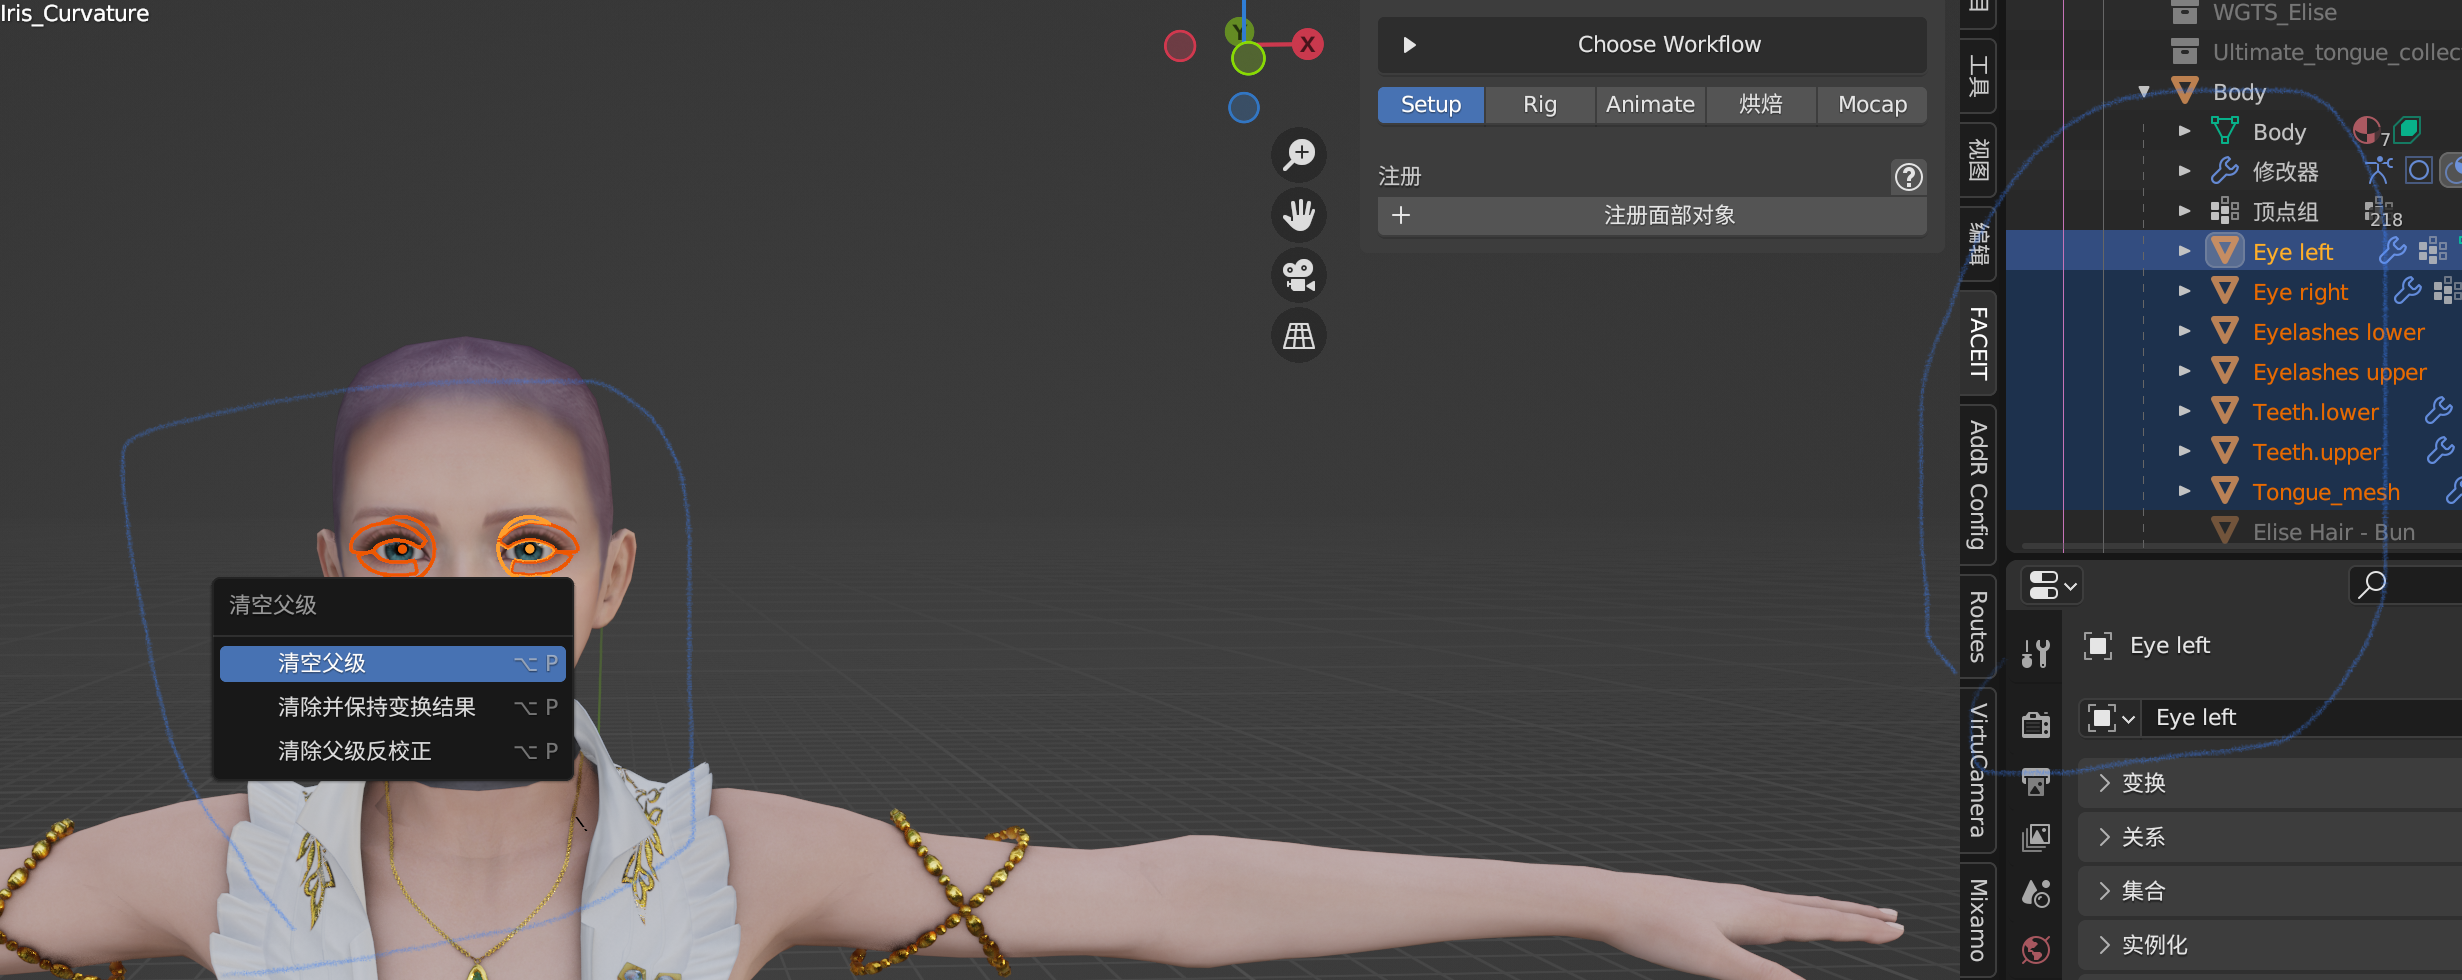 Iris_Curvature
Y
X
Choose Workflow
Setup
Rig
Animate
烘焙
Mocap
注册
?
注册面部对象
工具
视图
编辑
FACEIT
AddR Config
Routes
VirtuCamera
Mixamo
WGTS_Elise
Ultimate_tongue_collec
Body
Body
7
修改器
顶点组
218
Eye left
Eye right
Eyelashes lower
Eyelashes upper
Teeth.lower
Teeth.upper
Tongue_mesh
Elise Hair - Bun
Eye left
Eye left
变换
关系
集合
实例化
清空父级
清空父级 ⌥ P
清除并保持变换结果 ⌥ P
清除父级反校正 ⌥ P